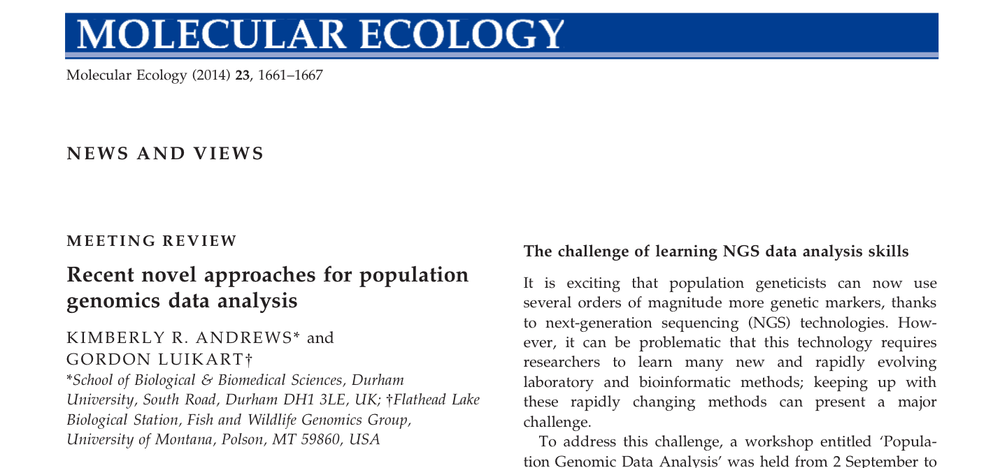 MOLECULAR ECOLOGY
Molecular Ecology (2014) 23, 1661–1667
NEWS AND VIEWS
MEETING REVIEW
Recent novel approaches for population
genomics data analysis
KIMBERLY R. ANDREWS* and
GORDON LUIKART†
*School of Biological & Biomedical Sciences, Durham
University, South Road, Durham DH1 3LE, UK; †Flathead Lake
Biological Station, Fish and Wildlife Genomics Group,
University of Montana, Polson, MT 59860, USA
The challenge of learning NGS data analysis skills
It is exciting that population geneticists can now use
several orders of magnitude more genetic markers, thanks
to next-generation sequencing (NGS) technologies. How-
ever, it can be problematic that this technology requires
researchers to learn many new and rapidly evolving
laboratory and bioinformatic methods; keeping up with
these rapidly changing methods can present a major
challenge.
To address this challenge, a workshop entitled ‘Popula-
tion Genomic Data Analysis’ was held from 2 September to